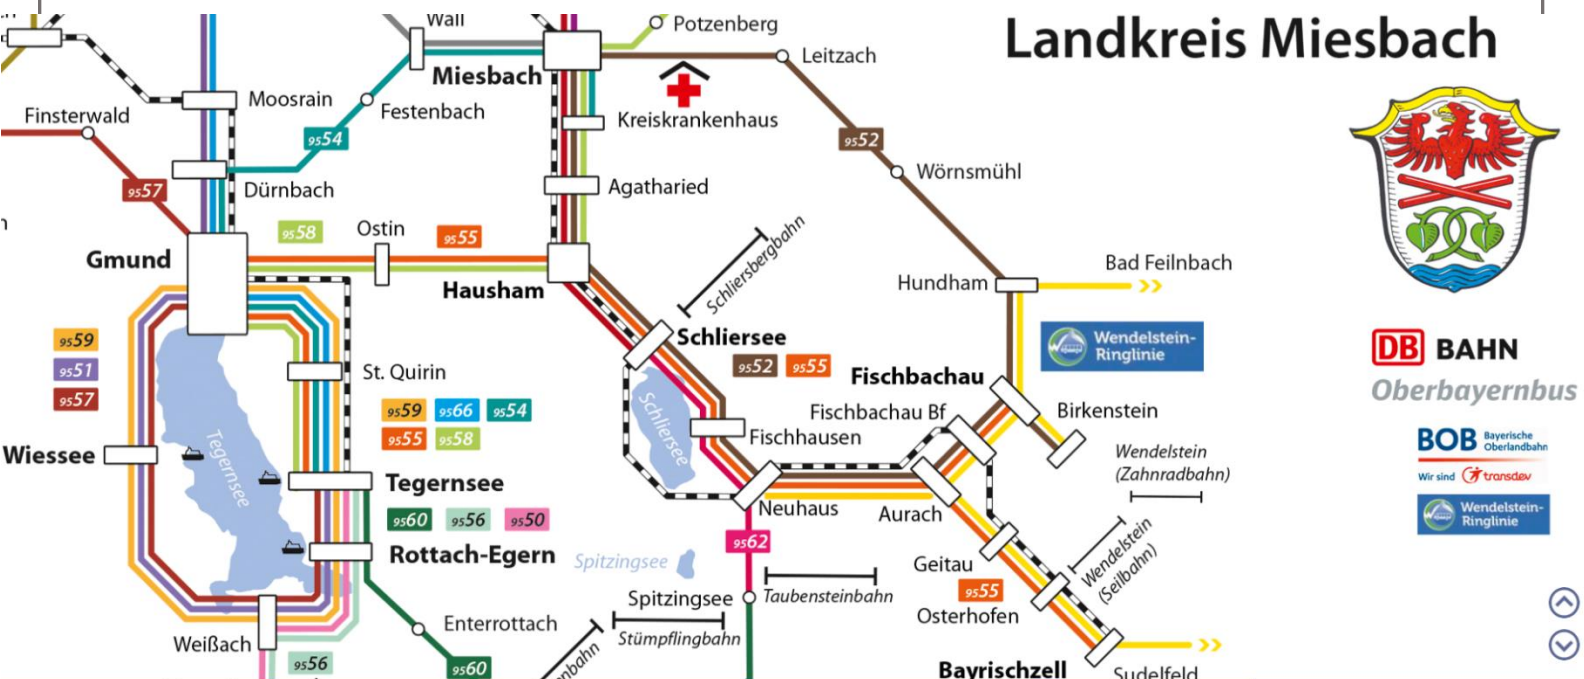 Wall
Potzenberg
Landkreis Miesbach
Leitzach
Miesbach
Moosrain
Festenbach
Finsterwald
Kreiskrankenhaus
9554
9552
Wörnsmühl
9557
Dürnbach
Agatharied
Ostin
9558
9555
Schliersbergbahn
Gmund
Hausham
Hundham
Bad Feilnbach
Wendelstein-
Ringlinie
9559
Schliersee
DB BAHN
9551
9552 9555
St. Quirin
Fischbachau
Oberbayernbus
9557
9559 9566 9554
Fischbachau Bf
Birkenstein
9555 9558
Schliersee
Fischhausen
BOB Bayerische
Oberlandbahn
Wiessee
Tegernsee
Wendelstein
(Zahnradbahn)
Wir sind transdev
Tegernsee
Neuhaus
Aurach
9560 9556 9550
Wendelstein-
Ringlinie
9562
Rottach-Egern
Spitzingsee
Geitau
Wendelstein
(Seilbahn)
9555
Spitzingsee
Taubensteinbahn
Osterhofen
Enterrottach
Stümpflingbahn
Weißach
9556
9560
Bayrischzell
Sudelfeld